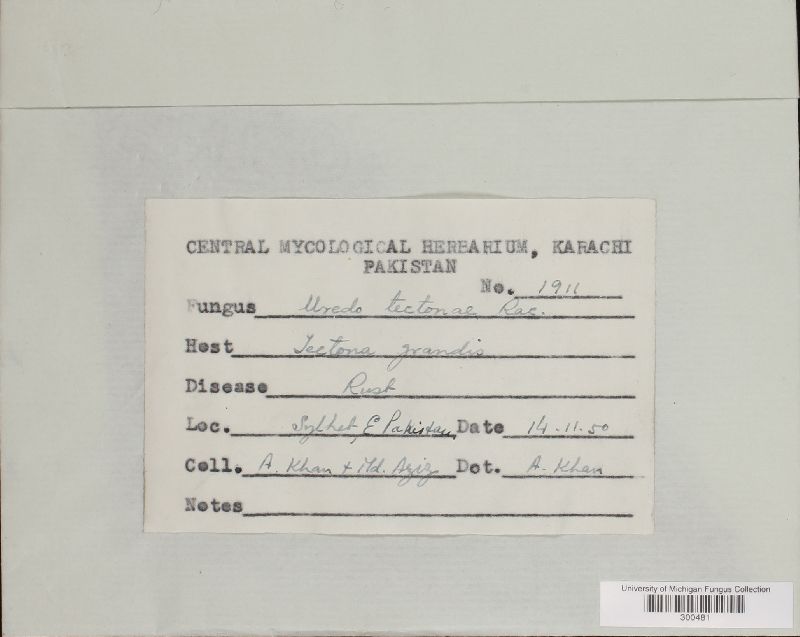 CENTRAL MYCOLOGICAL HERBARIUM, KARACHI
PAKISTAN
No. 1911
Fungus Uredo tectonae Rac.
Host Tectona grandis
Disease Rust
Loc. Sylhet, E Pakistan Date 14-11-50
Coll. A. Khan + Md. Aziz Det. A. Khan
Notes
University of Michigan Fungus Collection
300481